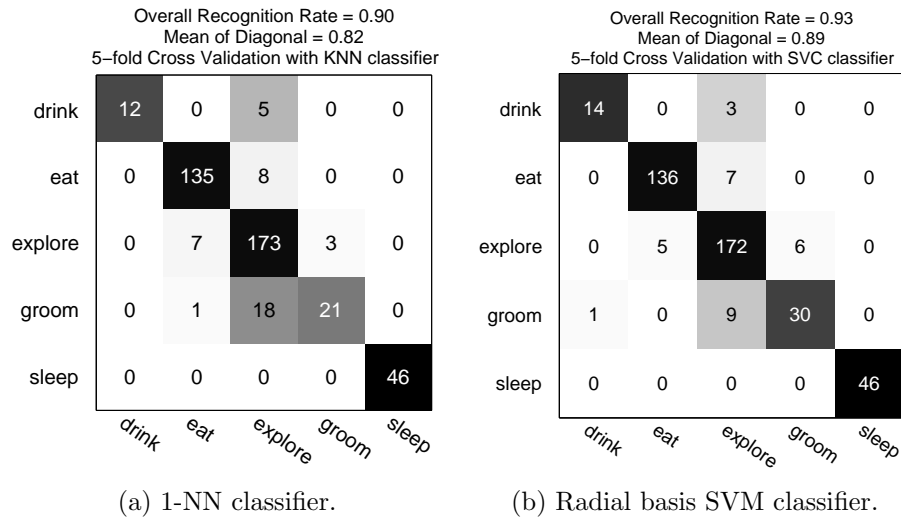 Overall Recognition Rate = 0.90
Mean of Diagonal = 0.82
5−fold Cross Validation with KNN classifier
drink 12 0 5 0 0
eat 0 135 8 0 0
explore 0 7 173 3 0
groom 0 1 18 21 0
sleep 0 0 0 0 46
drink eat explore groom sleep
(a) 1-NN classifier.
Overall Recognition Rate = 0.93
Mean of Diagonal = 0.89
5−fold Cross Validation with SVC classifier
drink 14 0 3 0 0
eat 0 136 7 0 0
explore 0 5 172 6 0
groom 1 0 9 30 0
sleep 0 0 0 0 46
drink eat explore groom sleep
(b) Radial basis SVM classifier.